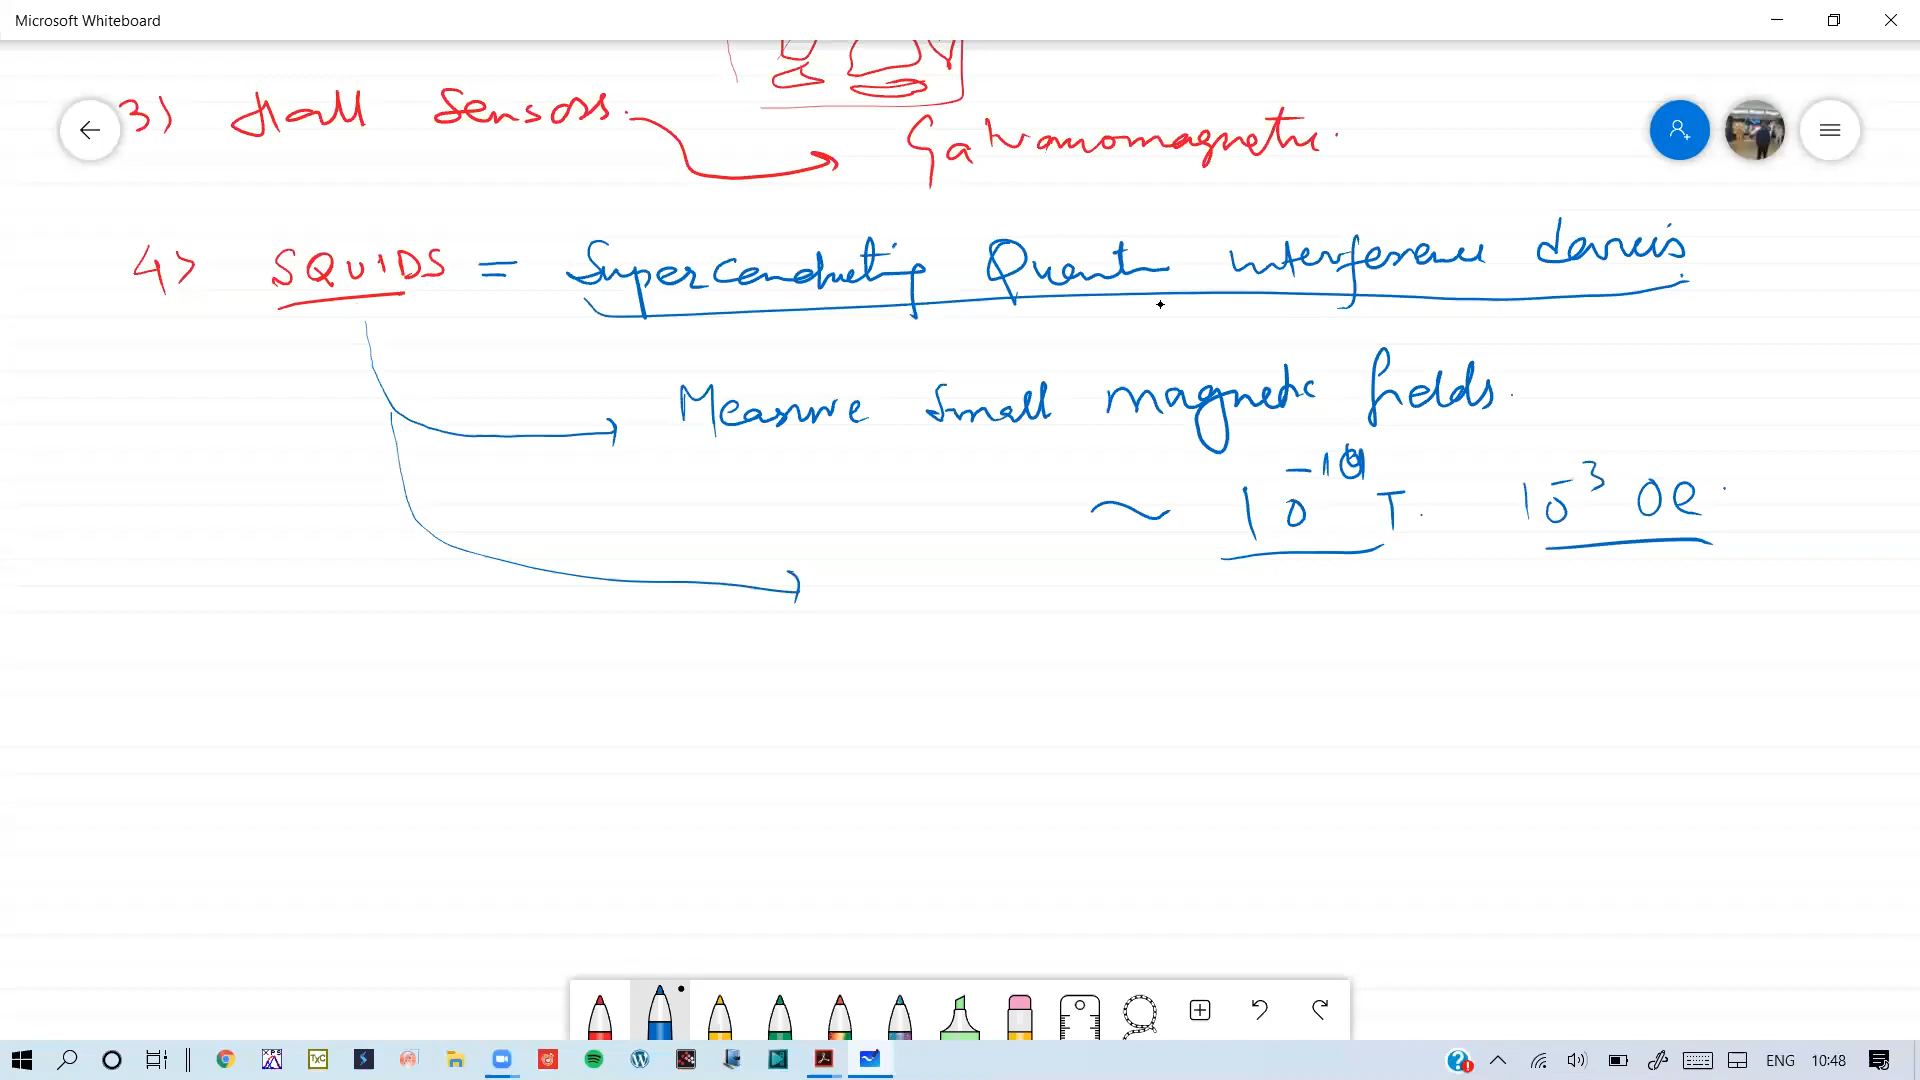 Microsoft Whiteboard
3) Hall Sensors. Galvanomagnetic.
4> SQUIDS = Superconducting Quantum interference devices
Measure small magnetic fields.
~ 10 T. 10⁻³ Oe.
ENG 10:48